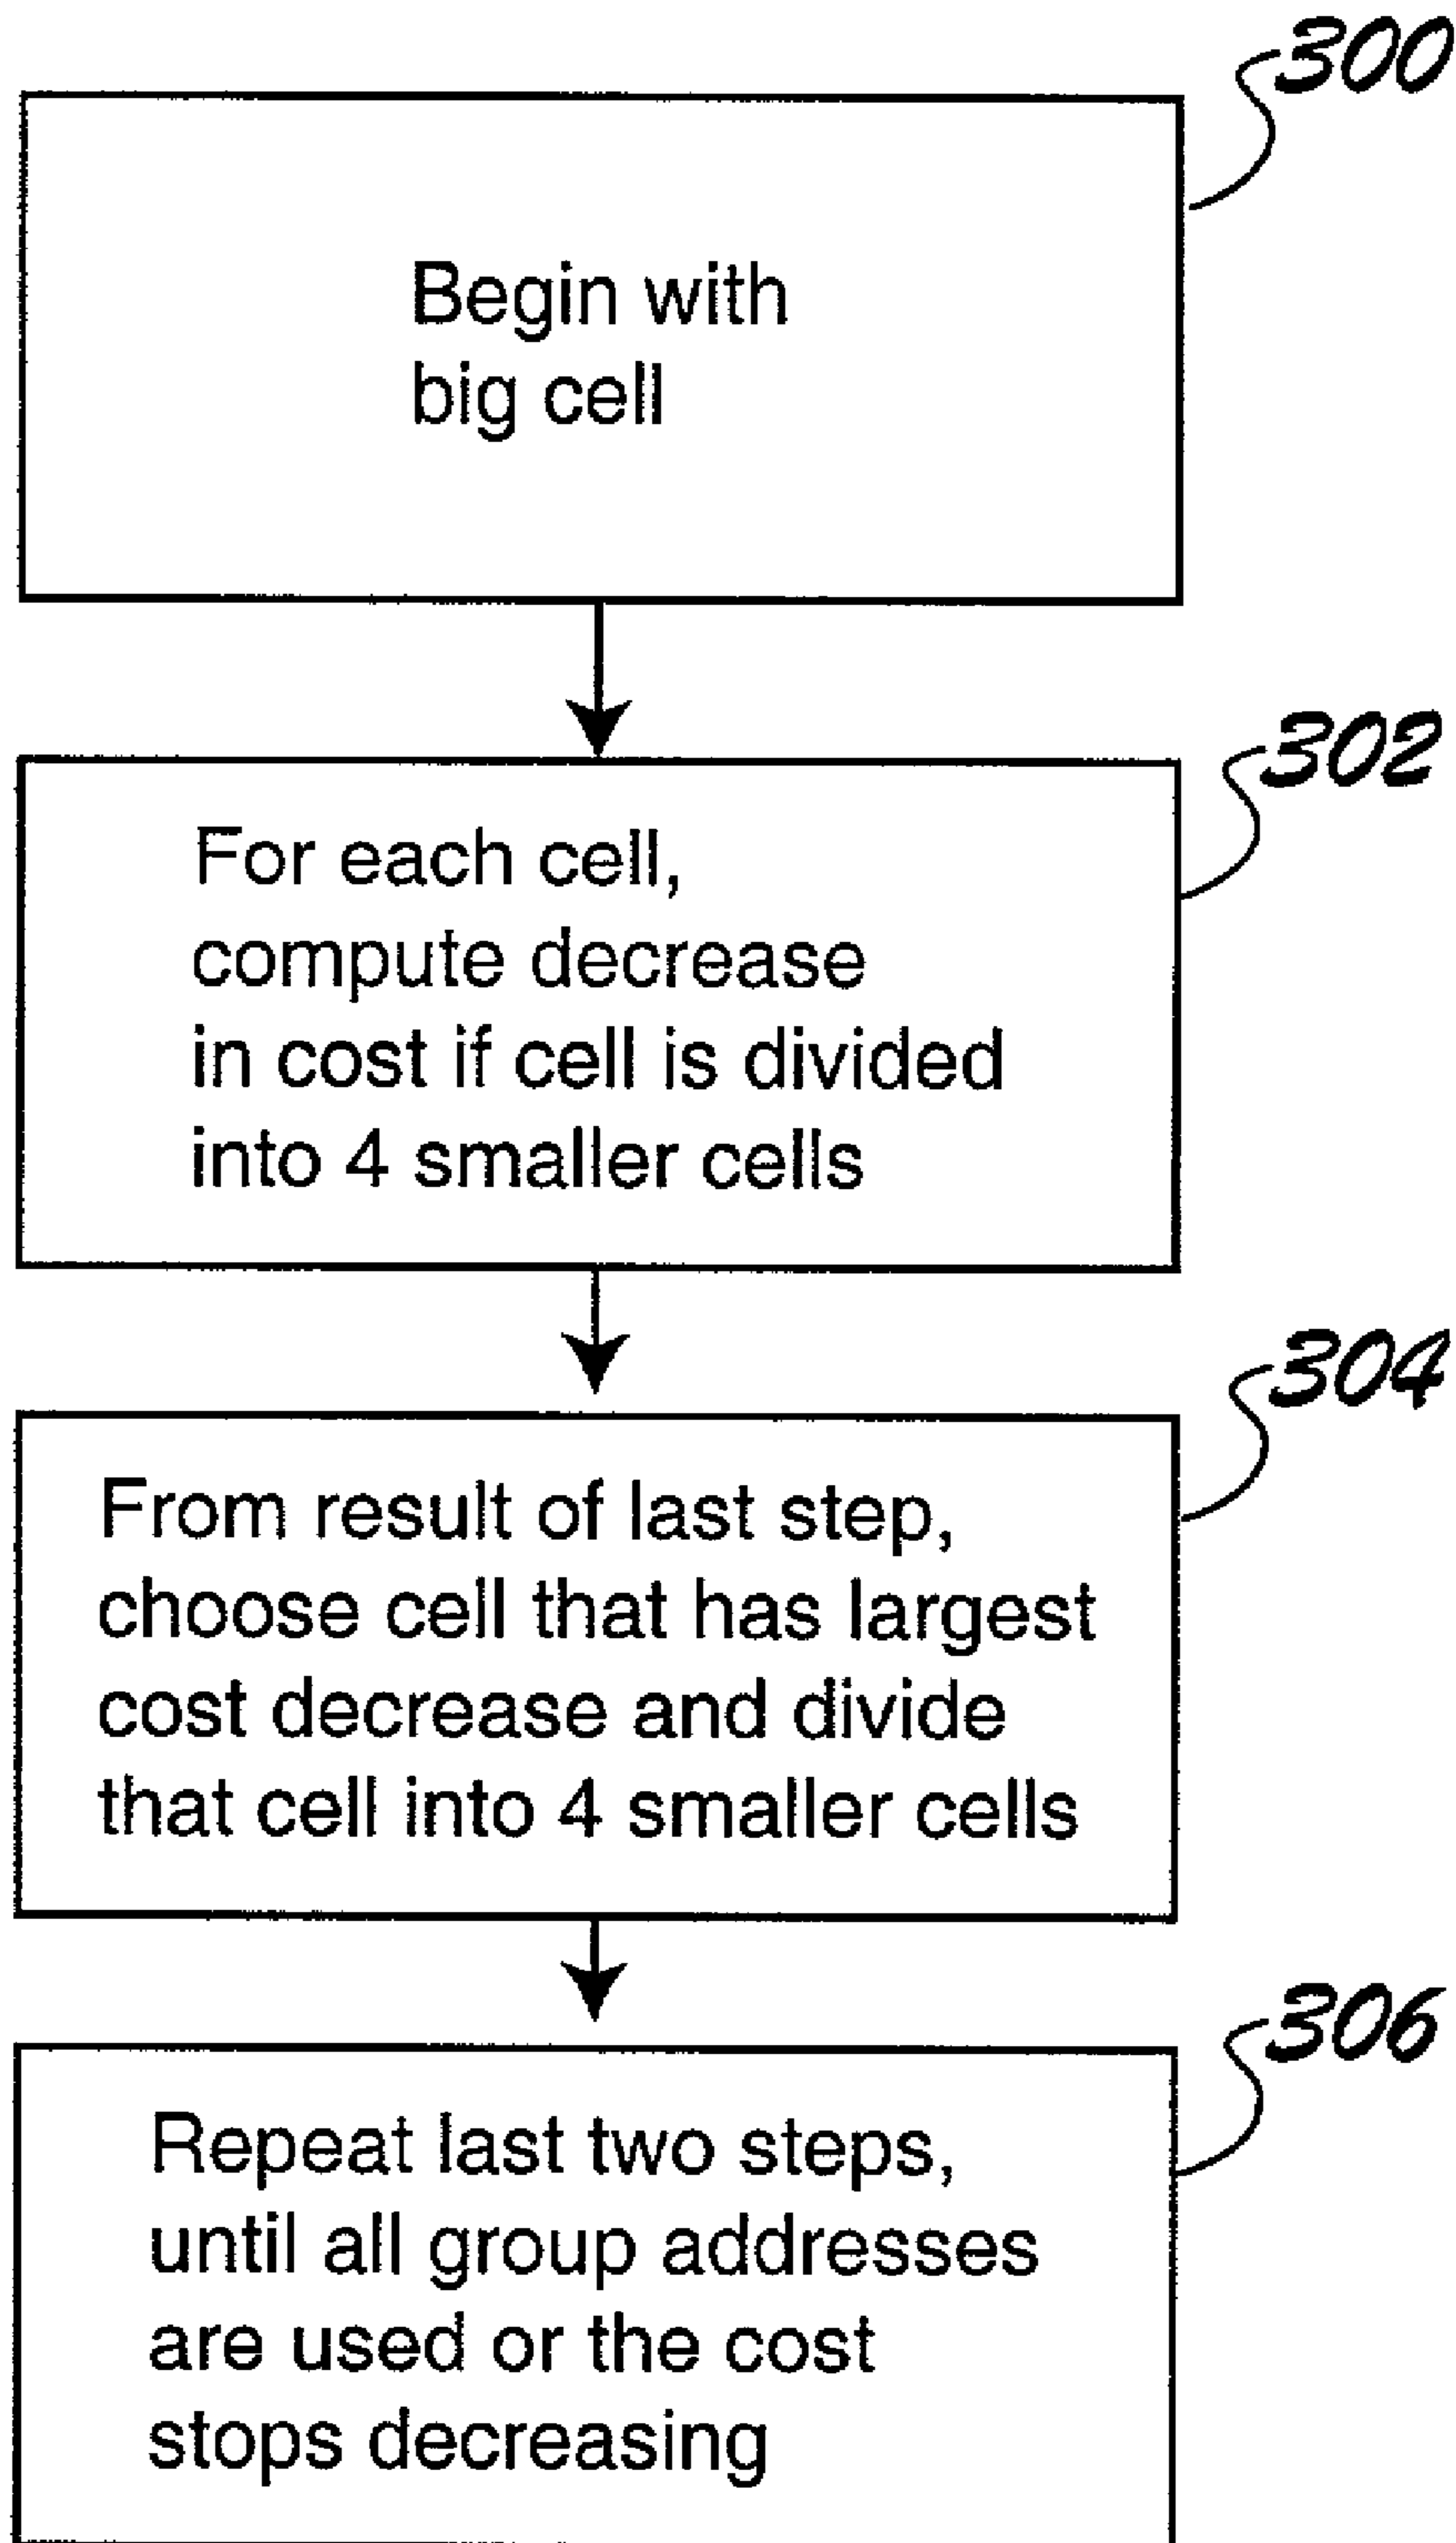 300
Begin with
big cell
302
For each cell,
compute decrease
in cost if cell is divided
into 4 smaller cells
304
From result of last step,
choose cell that has largest
cost decrease and divide
that cell into 4 smaller cells
306
Repeat last two steps,
until all group addresses
are used or the cost
stops decreasing